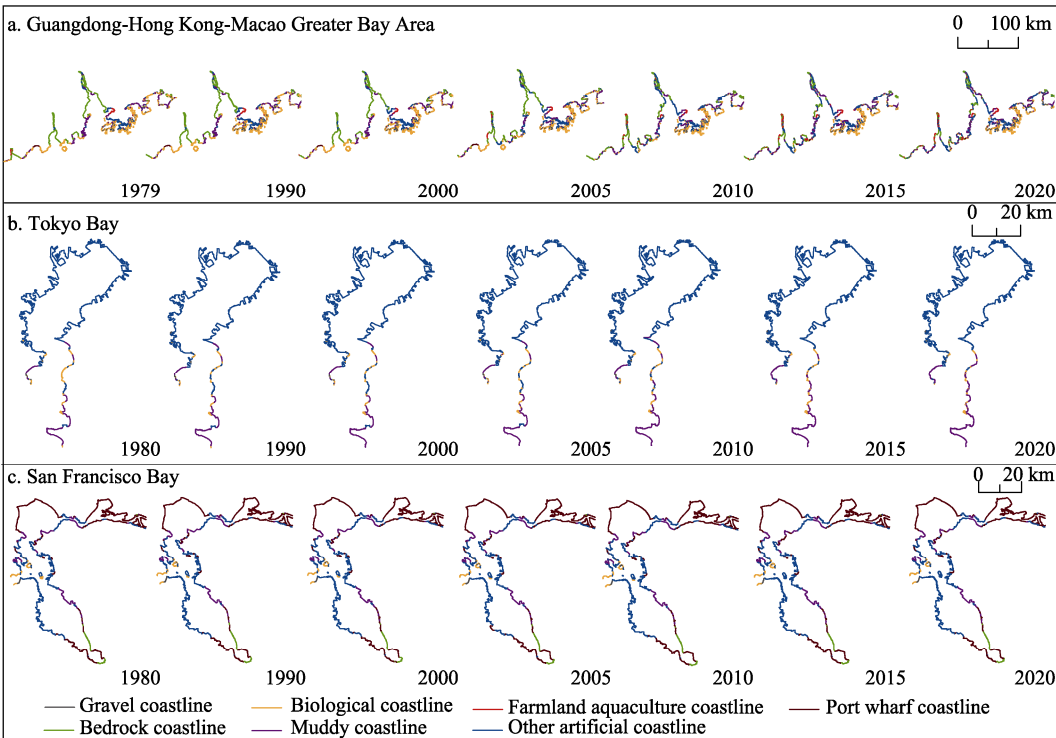 a. Guangdong-Hong Kong-Macao Greater Bay Area
0 100 km
1979 1990 2000 2005 2010 2015 2020
b. Tokyo Bay
0 20 km
1980 1990 2000 2005 2010 2015 2020
c. San Francisco Bay
0 20 km
1980 1990 2000 2005 2010 2015 2020
Gravel coastline Biological coastline Farmland aquaculture coastline Port wharf coastline
Bedrock coastline Muddy coastline Other artificial coastline